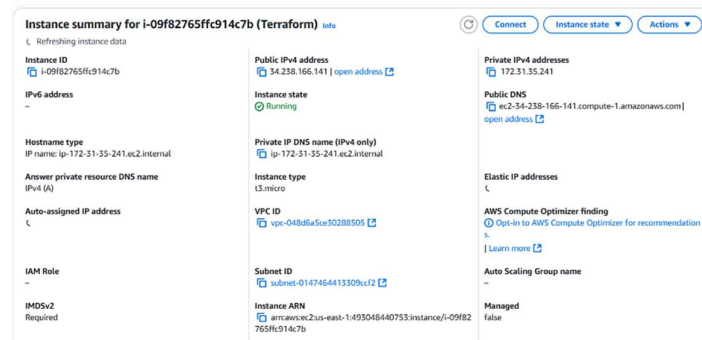 Instance summary for i-09f82765ffc914c7b (Terraform) Info
Connect
Instance state
Actions
Refreshing instance data
Instance ID
i-09f82765ffc914c7b
Public IPv4 address
34.238.166.141 | open address
Private IPv4 addresses
172.31.35.241
IPv6 address
–
Instance state
Running
Public DNS
ec2-34-238-166-141.compute-1.amazonaws.com |
open address
Hostname type
IP name: ip-172-31-35-241.ec2.internal
Private IP DNS name (IPv4 only)
ip-172-31-35-241.ec2.internal
Answer private resource DNS name
IPv4 (A)
Instance type
t3.micro
Elastic IP addresses
Auto-assigned IP address
VPC ID
vpc-048d6a5ce30288505
AWS Compute Optimizer finding
Opt-in to AWS Compute Optimizer for recommendation
s.
| Learn more
IAM Role
–
Subnet ID
subnet-0147464413309ccf2
Auto Scaling Group name
–
IMDSv2
Required
Instance ARN
arn:aws:ec2:us-east-1:493048440753:instance/i-09f82
765ffc914c7b
Managed
false